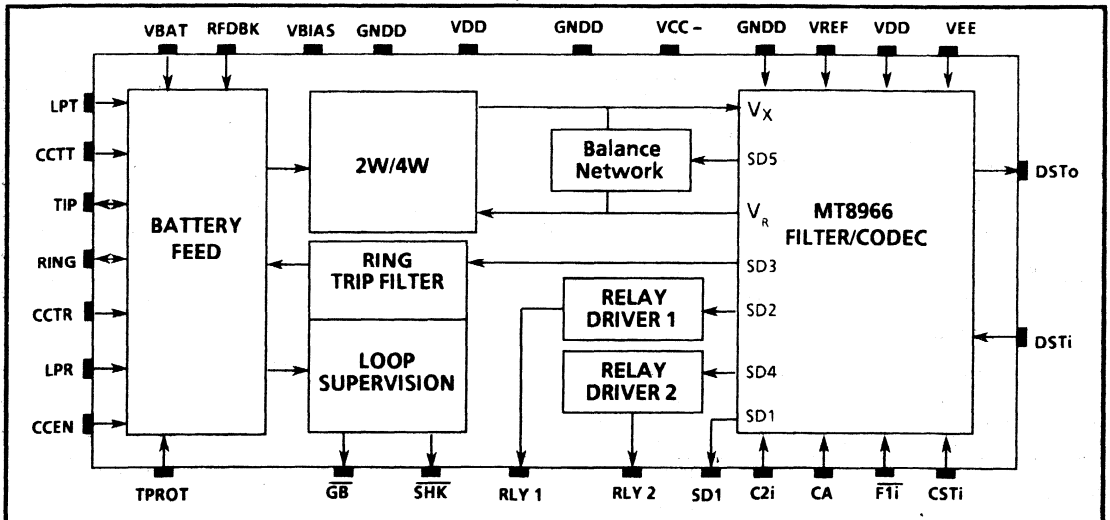 VBAT RFDBK VBIAS GNDD VDD GNDD VCC – GNDD VREF VDD VEE
LPT
CCTT
TIP
RING
CCTR
LPR
CCEN
BATTERY
FEED
2W/4W
RING
TRIP FILTER
LOOP
SUPERVISION
Balance
Network
RELAY
DRIVER 1
RELAY
DRIVER 2
VX
SD5
VR
SD3
SD2
SD4
SD1
MT8966
FILTER/CODEC
DSTo
DSTi
TPROT GB SHK RLY 1 RLY 2 SD1 C2i CA F1i CSTi